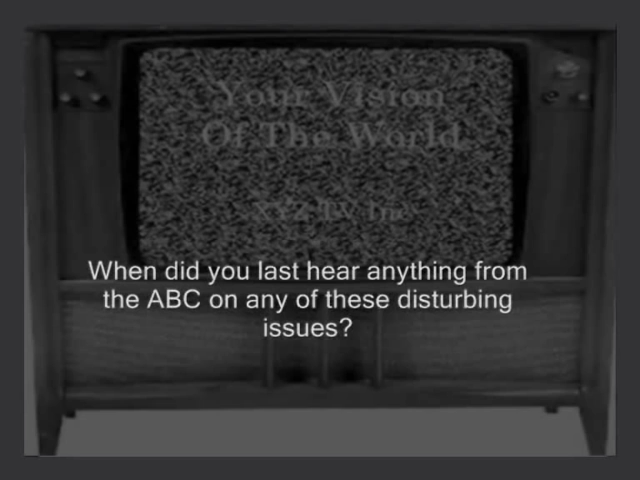 Your Vision
Of The World
XYZ TV Inc
When did you last hear anything from
the ABC on any of these disturbing
issues?